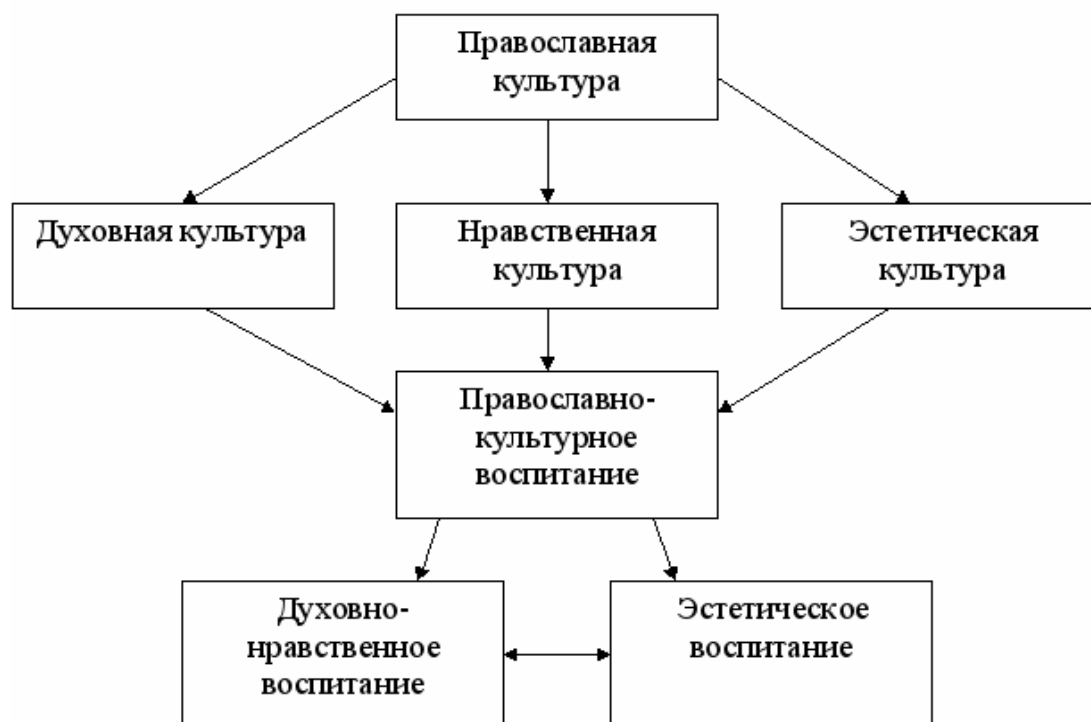 Православная
культура
Духовная культура
Нравственная
культура
Эстетическая
культура
Православно-
культурное
воспитание
Духовно-
нравственное
воспитание
Эстетическое
воспитание